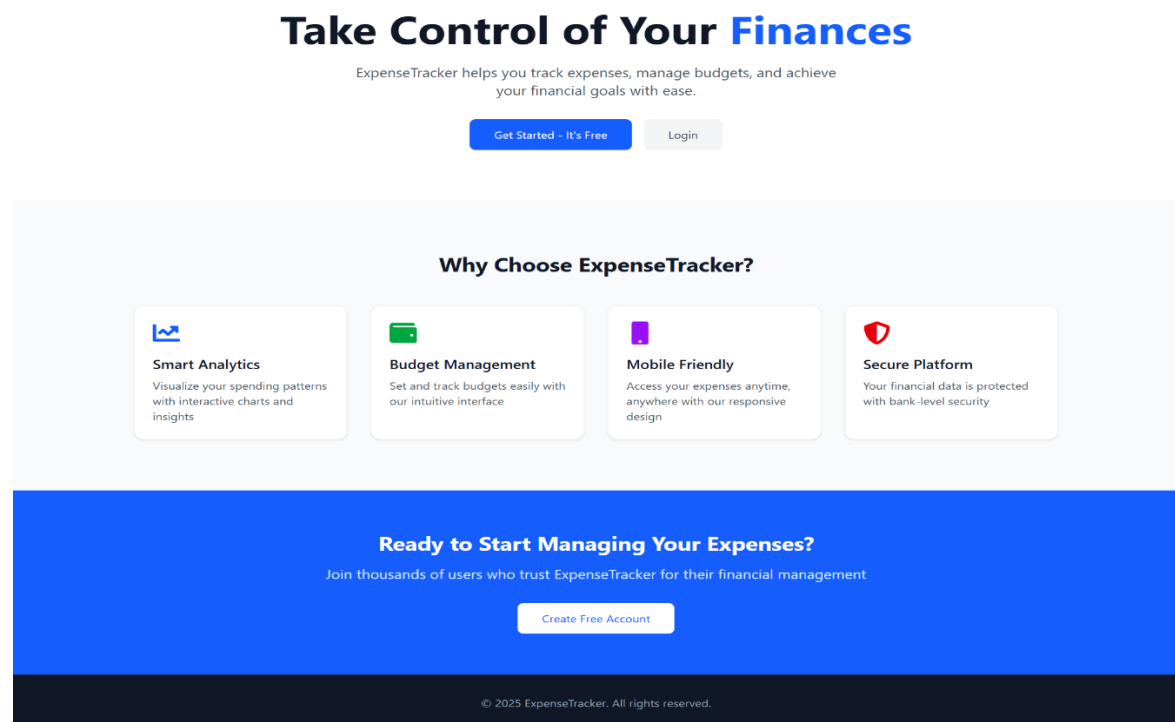 Take Control of Your Finances
ExpenseTracker helps you track expenses, manage budgets, and achieve
your financial goals with ease.
Get Started - It's Free
Login
Why Choose ExpenseTracker?
Smart Analytics
Visualize your spending patterns
with interactive charts and
insights
Budget Management
Set and track budgets easily with
our intuitive interface
Mobile Friendly
Access your expenses anytime,
anywhere with our responsive
design
Secure Platform
Your financial data is protected
with bank-level security
Ready to Start Managing Your Expenses?
Join thousands of users who trust ExpenseTracker for their financial management
Create Free Account
© 2025 ExpenseTracker. All rights reserved.